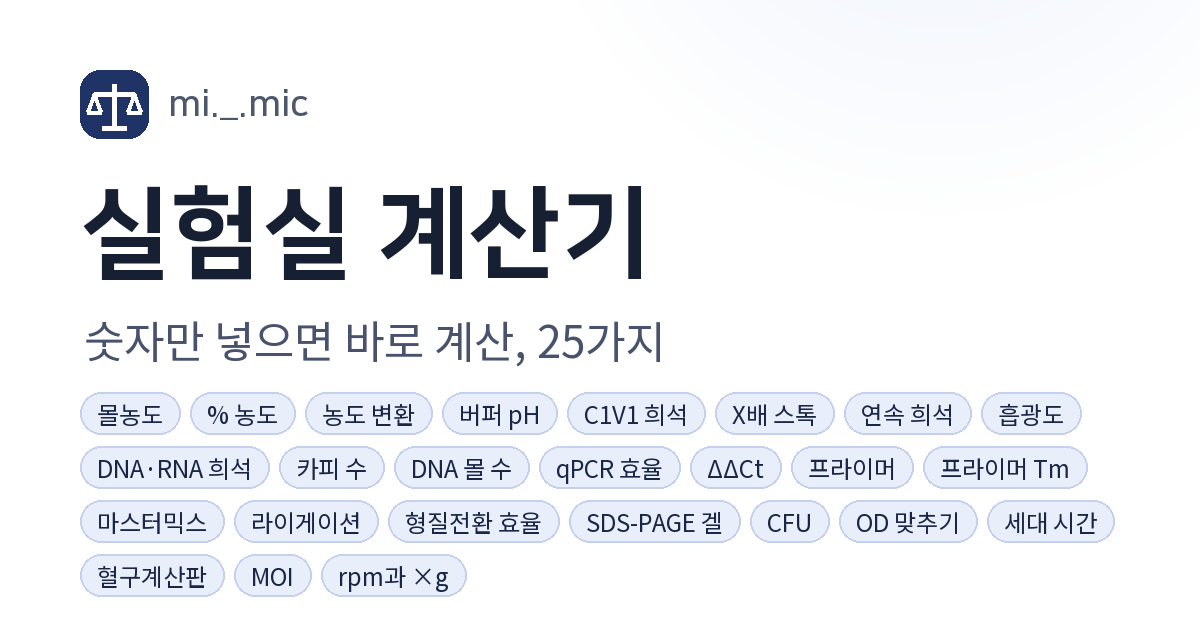 mi._.mic
실험실 계산기
숫자만 넣으면 바로 계산, 25가지
몰농도 % 농도 농도 변환 버퍼 pH C1V1 희석 X배 스톡 연속 희석 흡광도
DNA·RNA 희석 카피 수 DNA 몰 수 qPCR 효율 ΔΔCt 프라이머 프라이머 Tm
마스터믹스 라이게이션 형질전환 효율 SDS-PAGE 겔 CFU OD 맞추기 세대 시간
혈구계산판 MOI rpm과 ×g